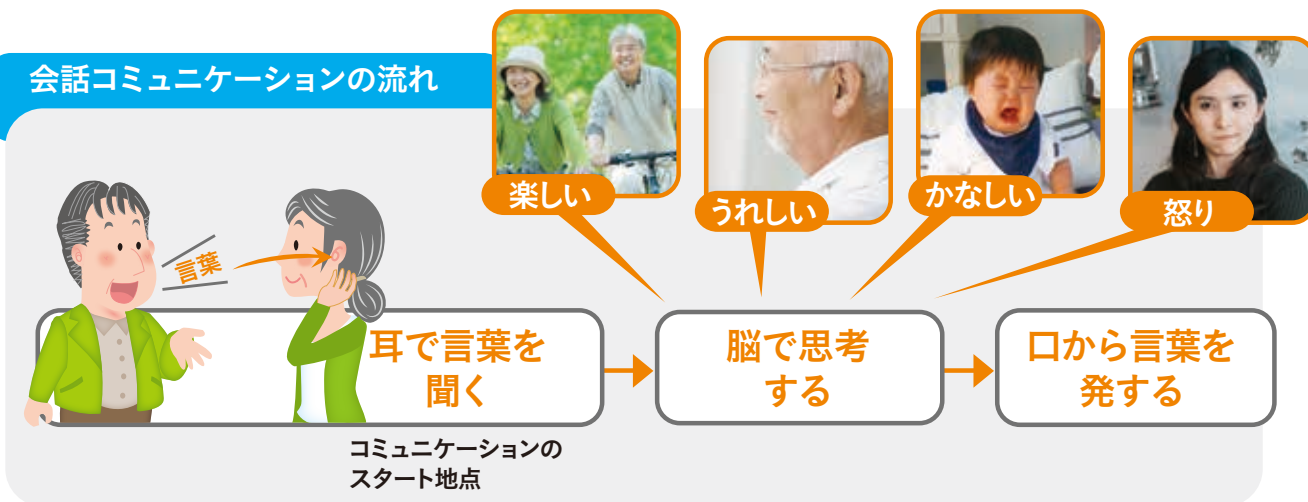 会話コミュニケーションの流れ
楽しい
うれしい
かなしい
怒り
言葉
耳で言葉を
聞く
脳で思考
する
口から言葉を
発する
コミュニケーションの
スタート地点